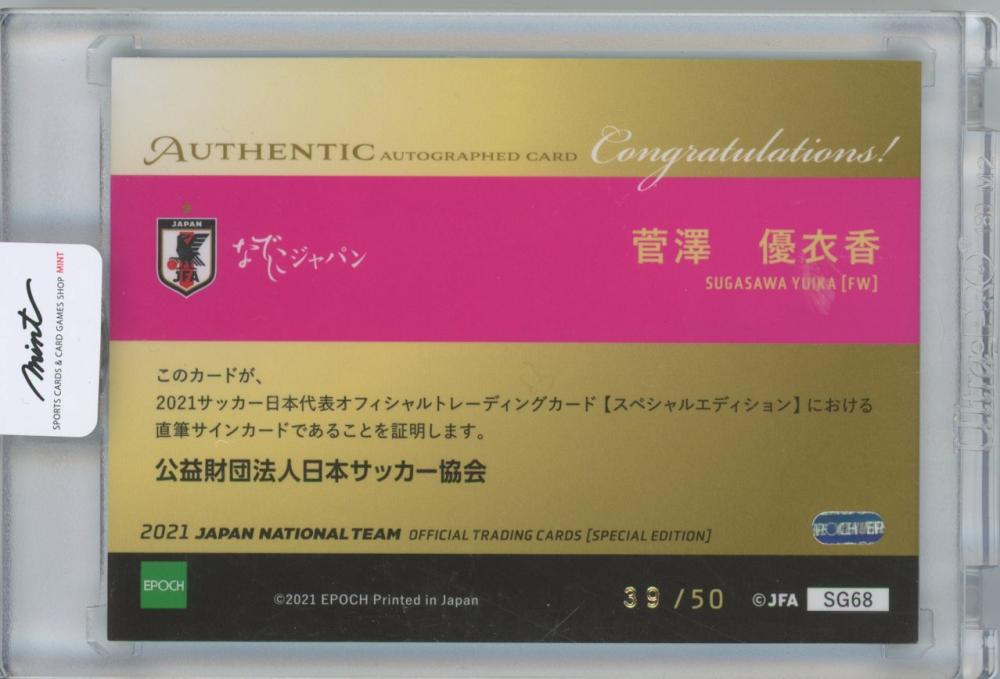 AUTHENTIC AUTOGRAPHED CARD Congratulations!
JAPAN
JFA
なでしこジャパン
菅澤 優衣香
SUGASAWA YUIKA [FW]
mint
SPORTS CARDS & CARD GAMES SHOP MINT
このカードが、
2021サッカー日本代表オフィシャルトレーディングカード【スペシャルエディション】における
直筆サインカードであることを証明します。
公益財団法人日本サッカー協会
2021 JAPAN NATIONAL TEAM OFFICIAL TRADING CARDS [SPECIAL EDITION]
EPOCH
©2021 EPOCH Printed in Japan
39/50
©JFA
SG68
UltraPRO®